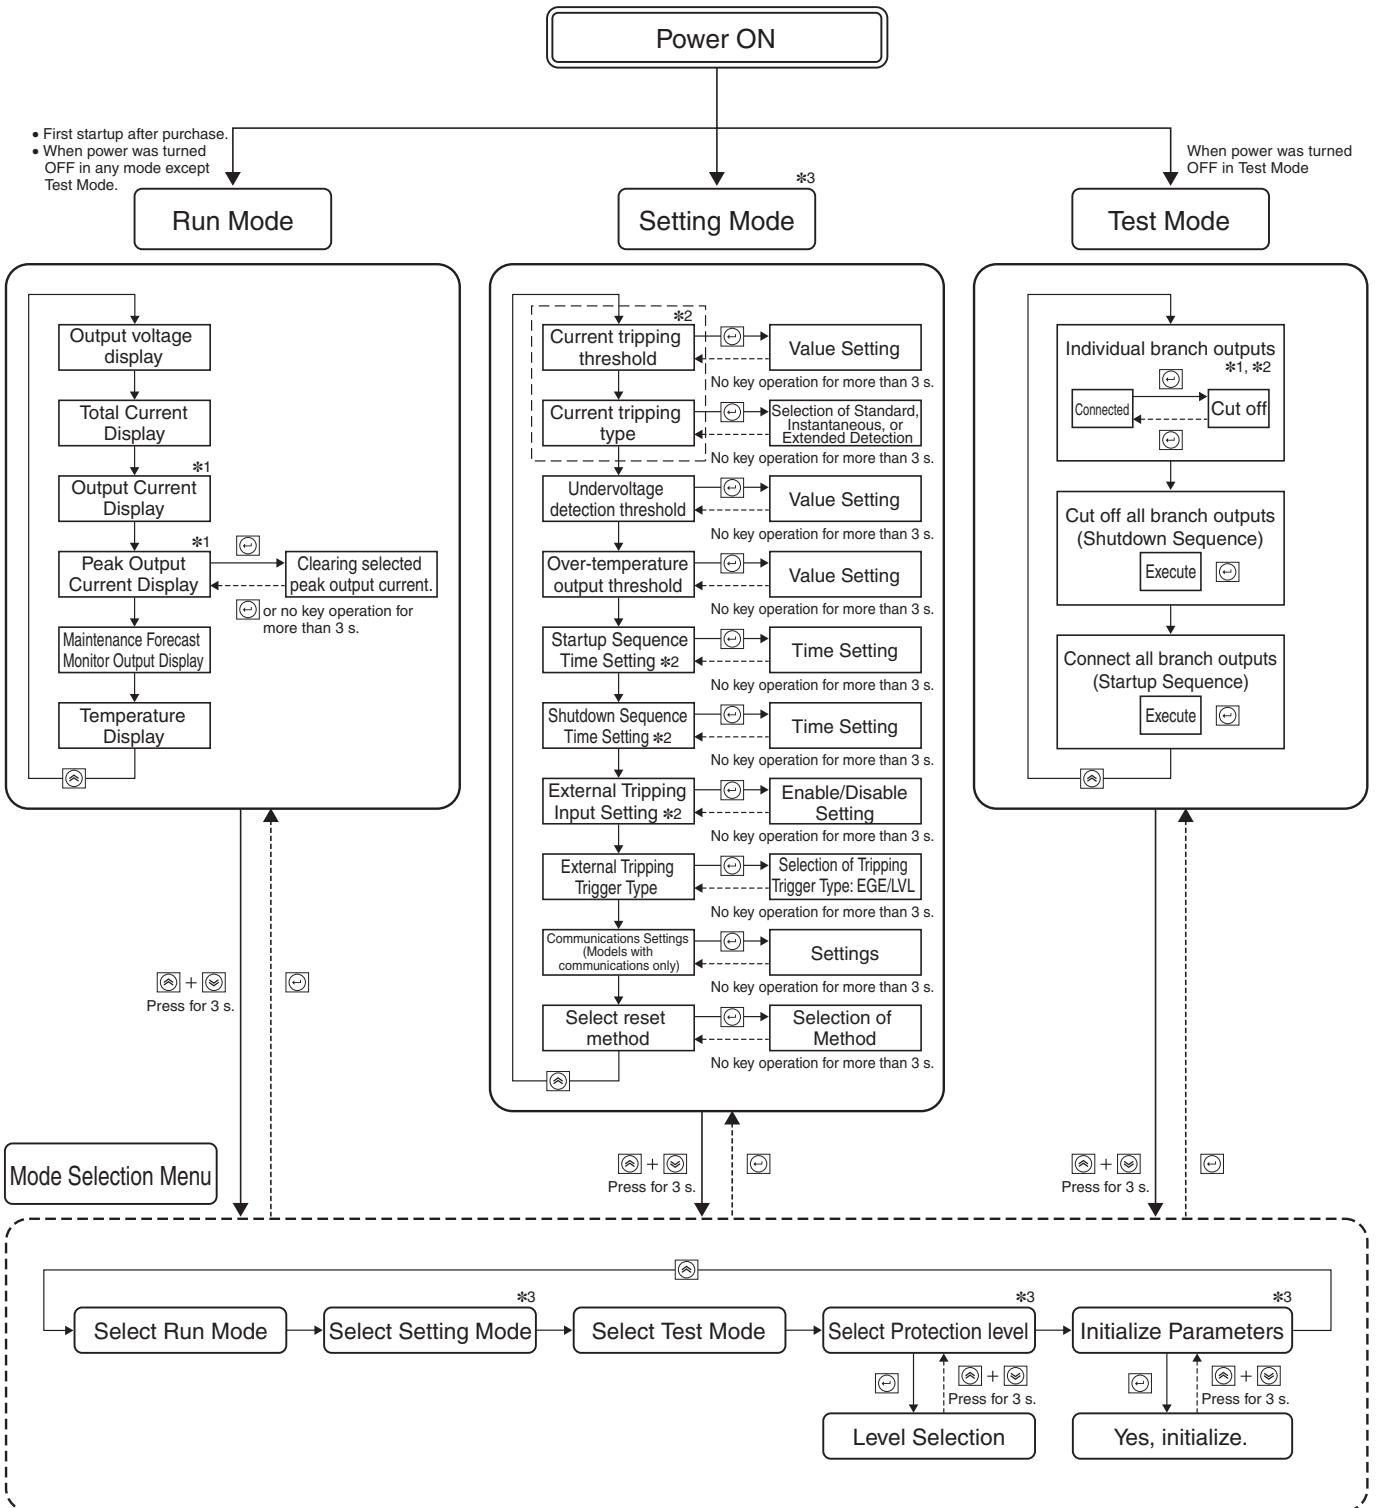 Power ON
• First startup after purchase.
• When power was turned
OFF in any mode except
Test Mode.
When power was turned
OFF in Test Mode
Run Mode
✻3
Setting Mode
Test Mode
Output voltage
display
Total Current
Display
✻1
Output Current
Display
✻1
Peak Output
Current Display
Clearing selected
peak output current.
or no key operation for
more than 3 s.
Maintenance Forecast
Monitor Output Display
Temperature
Display
✻2
Current tripping
threshold
Value Setting
No key operation for more than 3 s.
Current tripping
type
Selection of Standard,
Instantaneous, or
Extended Detection
No key operation for more than 3 s.
Undervoltage
detection threshold
Value Setting
No key operation for more than 3 s.
Over-temperature
output threshold
Value Setting
No key operation for more than 3 s.
Startup Sequence
Time Setting ✻2
Time Setting
No key operation for more than 3 s.
Shutdown Sequence
Time Setting ✻2
Time Setting
No key operation for more than 3 s.
External Tripping
Input Setting ✻2
Enable/Disable
Setting
No key operation for more than 3 s.
External Tripping
Trigger Type
Selection of Tripping
Trigger Type: EGE/LVL
No key operation for more than 3 s.
Communications Settings
(Models with
communications only)
Settings
No key operation for more than 3 s.
Select reset
method
Selection of
Method
No key operation for more than 3 s.
Individual branch outputs
✻1, ✻2
Connected
Cut off
Cut off all branch outputs
(Shutdown Sequence)
Execute
Connect all branch outputs
(Startup Sequence)
Execute
+
Press for 3 s.
+
Press for 3 s.
+
Press for 3 s.
Mode Selection Menu
Select Run Mode
✻3
Select Setting Mode
Select Test Mode
✻3
Select Protection level
✻3
Initialize Parameters
+
Press for 3 s.
+
Press for 3 s.
Level Selection
Yes, initialize.